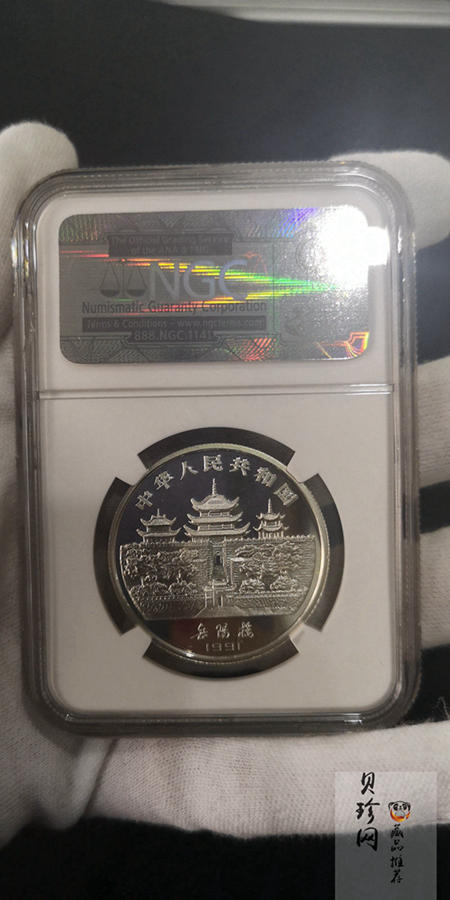 The Official Grading Service
of the ANA & PNG
NGC
Numismatic Guaranty Corporation
Terms & Conditions - www.ngcterms.com
888.NGC.1141
中华人民共和国
岳陽楼
1991
贝珍网
藏品推荐